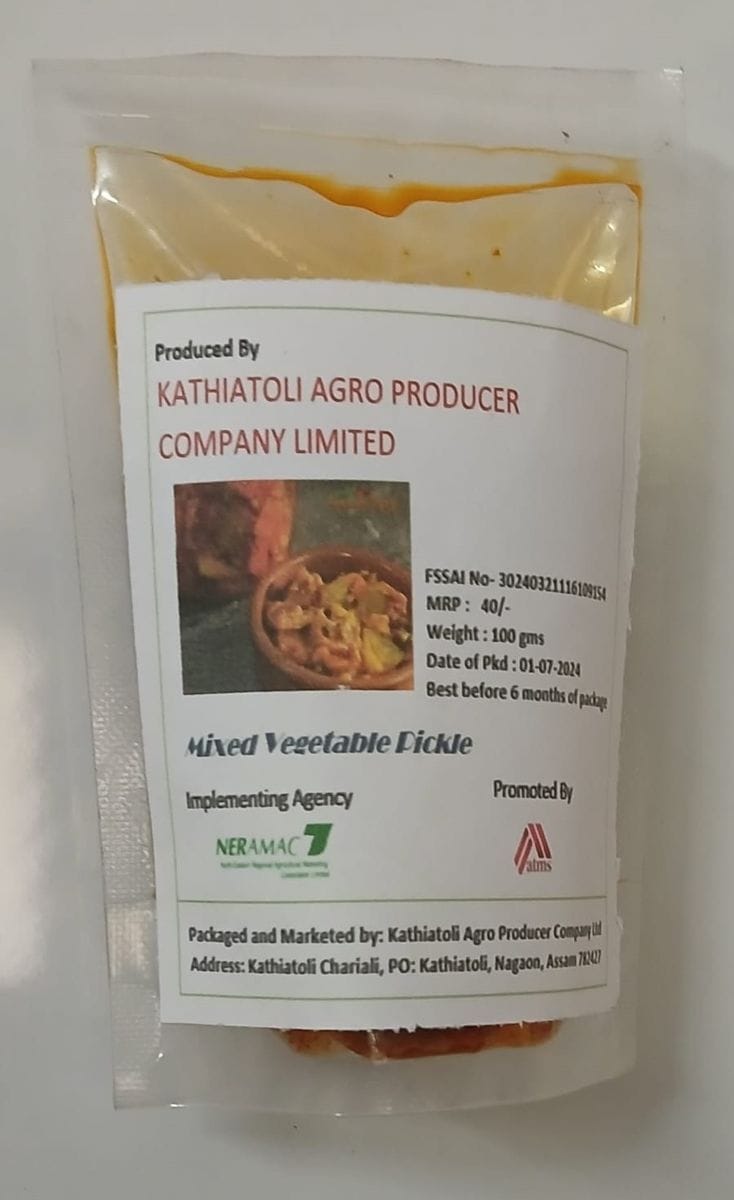 Produced By
KATHIATOLI AGRO PRODUCER
COMPANY LIMITED
FSSAI No- 30240321116109154
MRP : 40/-
Weight : 100 gms
Date of Pkd : 01-07-2024
Best before 6 months of package
Mixed Vegetable Pickle
Implementing Agency
Promoted By
NERAMAC
atms
Packaged and Marketed by: Kathiatoli Agro Producer Company Ltd
Address: Kathiatoli Chariali, PO: Kathiatoli, Nagaon, Assam 782427